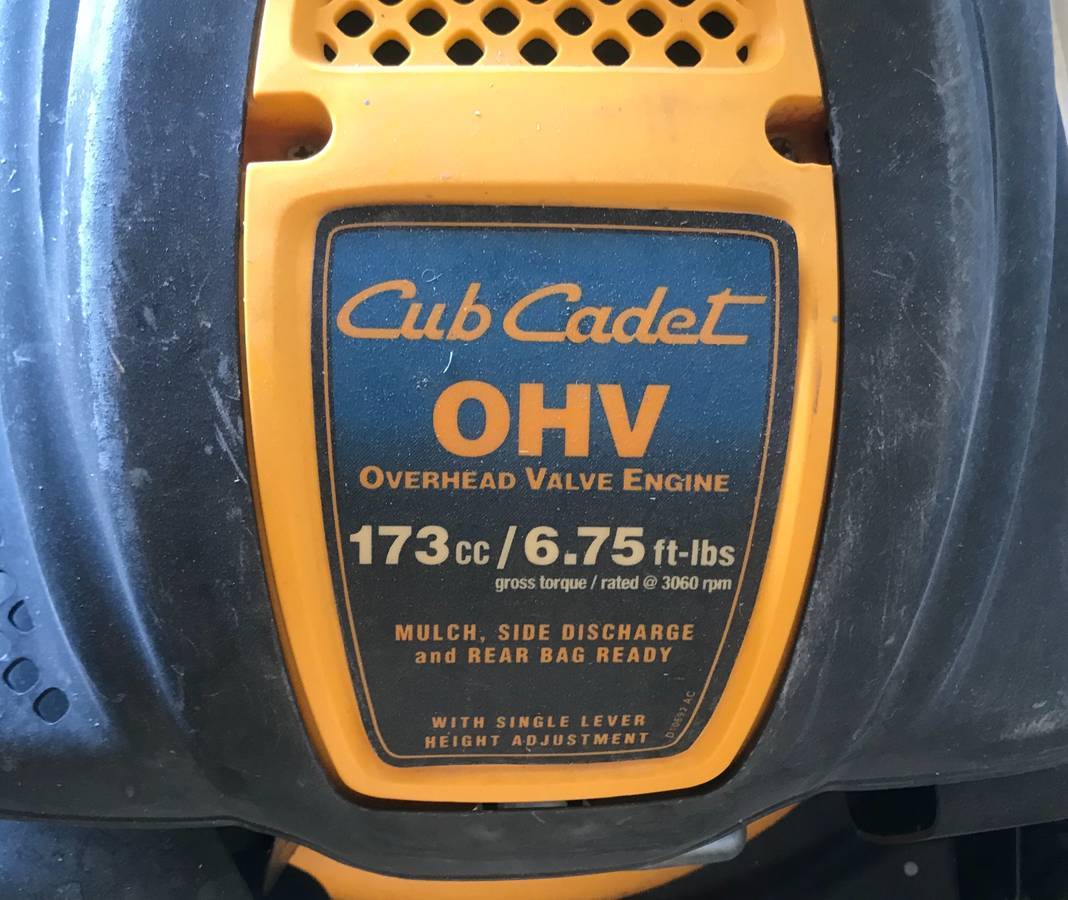 Cub Cadet
OHV
OVERHEAD VALVE ENGINE
173cc/6.75 ft-lbs
gross torque / rated @ 3060 rpm
MULCH, SIDE DISCHARGE
and REAR BAG READY
WITH SINGLE LEVER
HEIGHT ADJUSTMENT